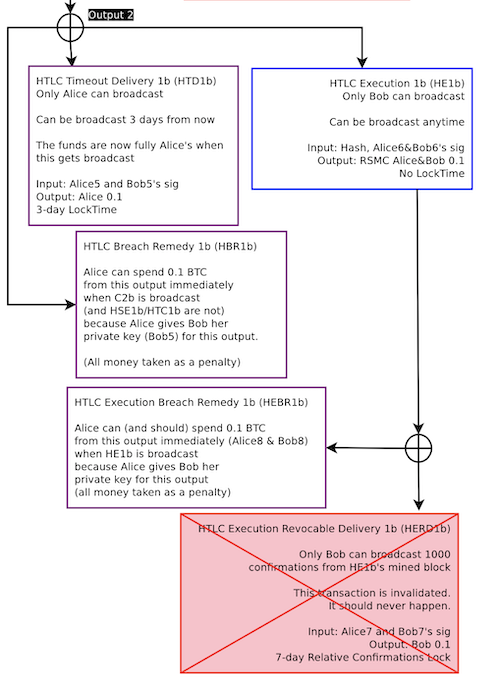 Output 2
HTLC Timeout Delivery 1b (HTD1b)
Only Alice can broadcast
Can be broadcast 3 days from now
The funds are now fully Alice's when
this gets broadcast
Input: Alice5 and Bob5's sig
Output: Alice 0.1
3-day LockTime
HTLC Execution 1b (HE1b)
Only Bob can broadcast
Can be broadcast anytime
Input: Hash, Alice6&Bob6's sig
Output: RSMC Alice&Bob 0.1
No LockTime
HTLC Breach Remedy 1b (HBR1b)
Alice can spend 0.1 BTC
from this output immediately
when C2b is broadcast
(and HSE1b/HTC1b are not)
because Alice gives Bob her
private key (Bob5) for this output.
(All money taken as a penalty)
HTLC Execution Breach Remedy 1b (HEBR1b)
Alice can (and should) spend 0.1 BTC
from this output immediately (Alice8 & Bob8)
when HE1b is broadcast
because Alice gives Bob her
private key for this output
(all money taken as a penalty)
HTLC Execution Revocable Delivery 1b (HERD1b)
Only Bob can broadcast 1000
confirmations from HE1b's mined block
This transaction is invalidated.
It should never happen.
Input: Alice7 and Bob7's sig
Output: Bob 0.1
7-day Relative Confirmations Lock